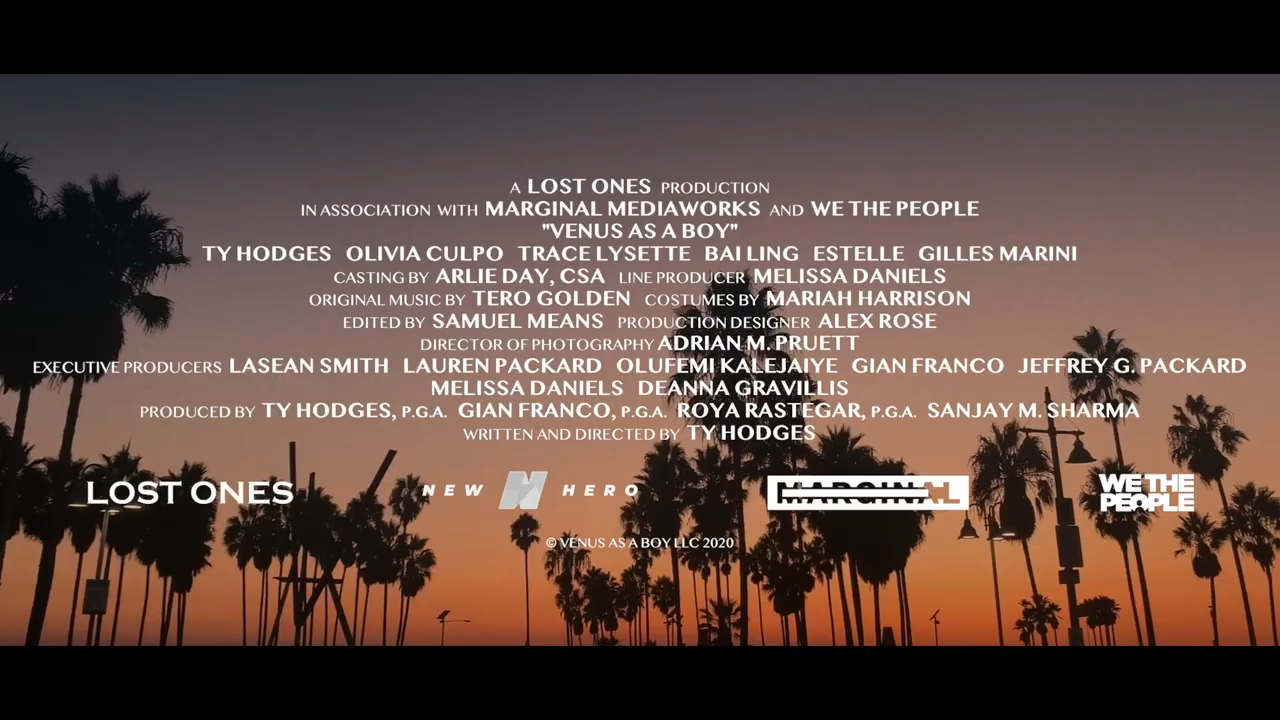 A LOST ONES PRODUCTION
IN ASSOCIATION WITH MARGINAL MEDIAWORKS AND WE THE PEOPLE
"VENUS AS A BOY"
TY HODGES OLIVIA CULPO TRACE LYSETTE BAI LING ESTELLE GILLES MARINI
CASTING BY ARLIE DAY, CSA LINE PRODUCER MELISSA DANIELS
ORIGINAL MUSIC BY TERO GOLDEN COSTUMES BY MARIAH HARRISON
EDITED BY SAMUEL MEANS PRODUCTION DESIGNER ALEX ROSE
DIRECTOR OF PHOTOGRAPHY ADRIAN M. PRUETT
EXECUTIVE PRODUCERS LASEAN SMITH LAUREN PACKARD OLUFEMI KALEJAIYE GIAN FRANCO JEFFREY G. PACKARD
MELISSA DANIELS DEANNA GRAVILLIS
PRODUCED BY TY HODGES, P.G.A. GIAN FRANCO, P.G.A. ROYA RASTEGAR, P.G.A. SANJAY M. SHARMA
WRITTEN AND DIRECTED BY TY HODGES
LOST ONES NEW N HERO MARGINAL WE THE
PEOPLE
© VENUS AS A BOY LLC 2020